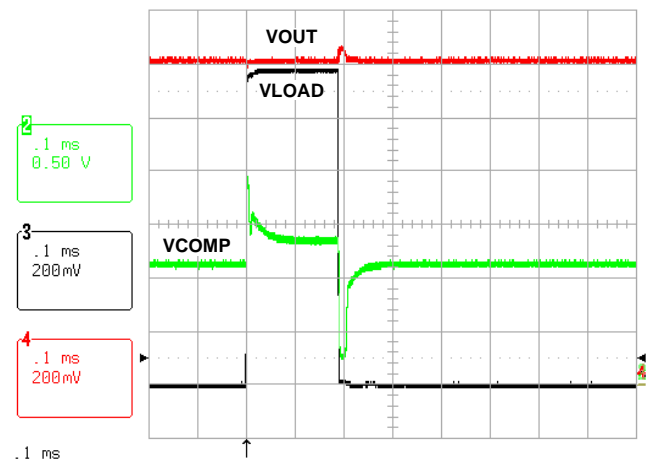 VOUT
VLOAD
2
.1 ms
0.50 V
3
.1 ms
200mV
VCOMP
4
.1 ms
200mV
.1 ms